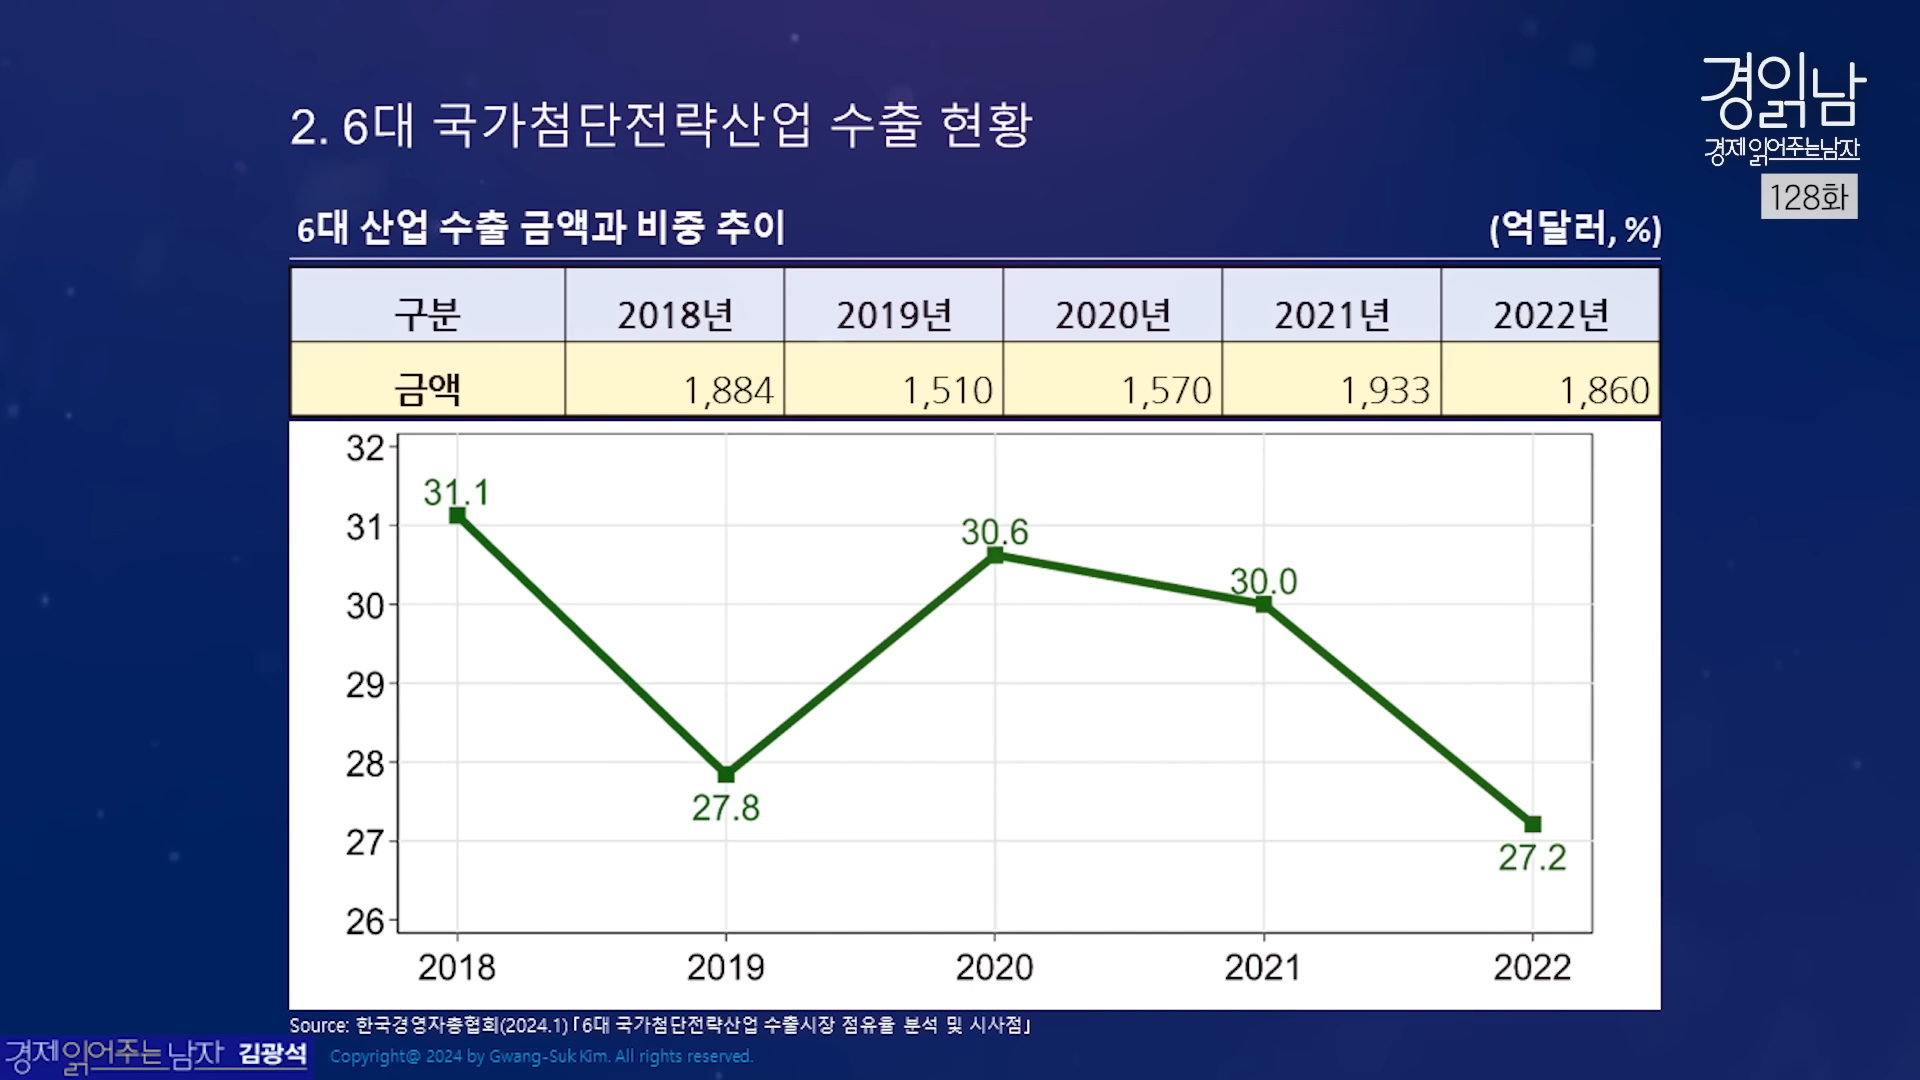 경읽남
경제 읽어주는남자
128화
2. 6대 국가첨단전략산업 수출 현황
6대 산업 수출 금액과 비중 추이 (억달러, %)
구분 2018년 2019년 2020년 2021년 2022년
금액 1,884 1,510 1,570 1,933 1,860
32
31
30
29
28
27
26
31.1
27.8
30.6
30.0
27.2
2018 2019 2020 2021 2022
Source: 한국경영자총협회(2024.1)「6대 국가첨단전략산업 수출시장 점유율 분석 및 시사점」
경제읽어주는남자 김광석
Copyright@ 2024 by Gwang-Suk Kim. All rights reserved.